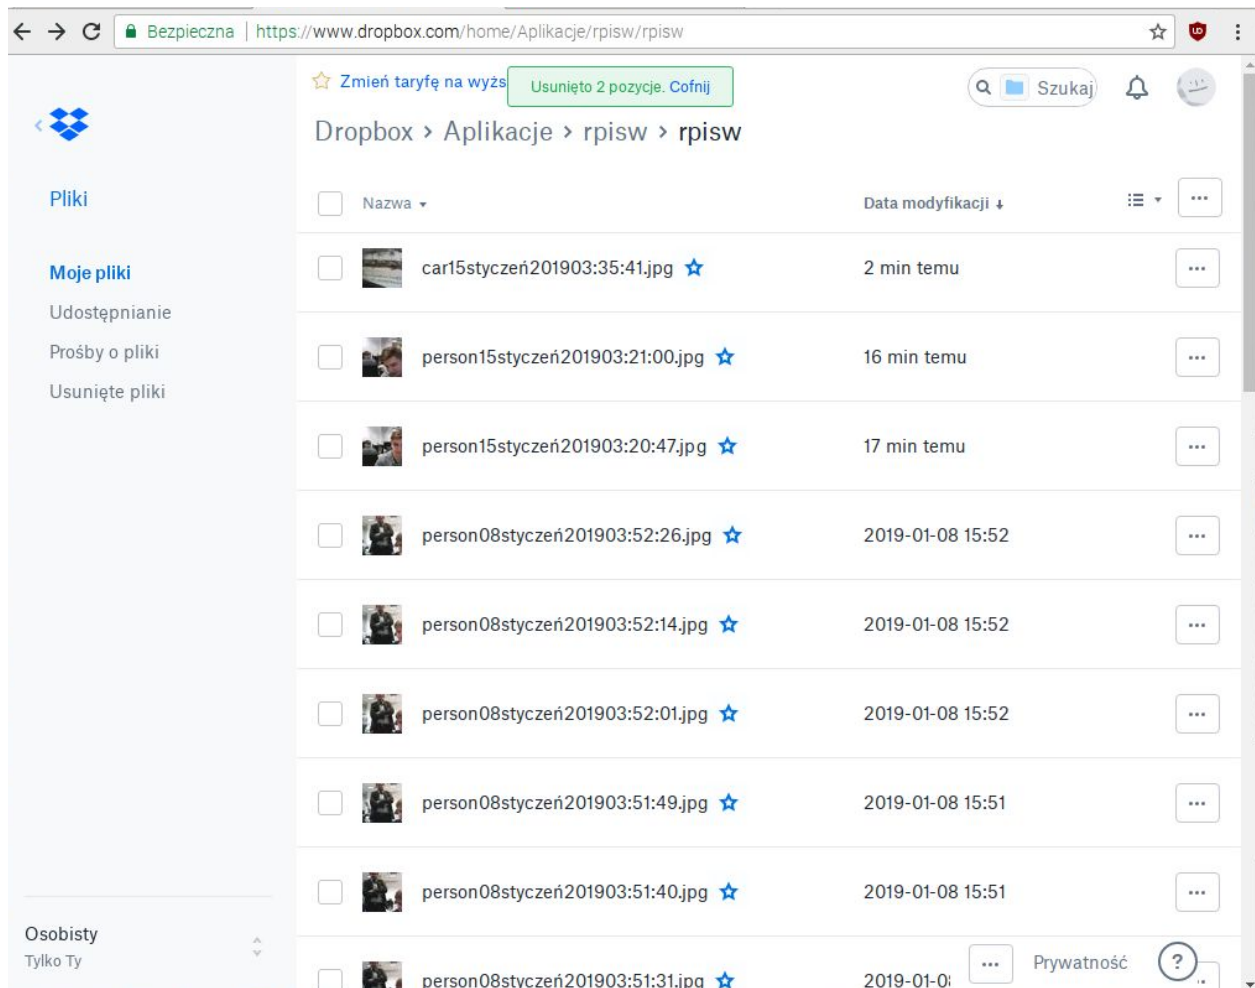 Bezpieczna | https://www.dropbox.com/home/Aplikacje/rpisw/rpisw
Zmień taryfę na wyżs
Usunięto 2 pozycje. Cofnij
Szukaj
Dropbox > Aplikacje > rpisw > rpisw
Pliki
Moje pliki
Udostępnianie
Prośby o pliki
Usunięte pliki
Nazwa
Data modyfikacji
car15styczeń201903:35:41.jpg 2 min temu
person15styczeń201903:21:00.jpg 16 min temu
person15styczeń201903:20:47.jpg 17 min temu
person08styczeń201903:52:26.jpg 2019-01-08 15:52
person08styczeń201903:52:14.jpg 2019-01-08 15:52
person08styczeń201903:52:01.jpg 2019-01-08 15:52
person08styczeń201903:51:49.jpg 2019-01-08 15:51
person08styczeń201903:51:40.jpg 2019-01-08 15:51
person08styczeń201903:51:31.jpg 2019-01-0
Osobisty
Tylko Ty
Prywatność
?